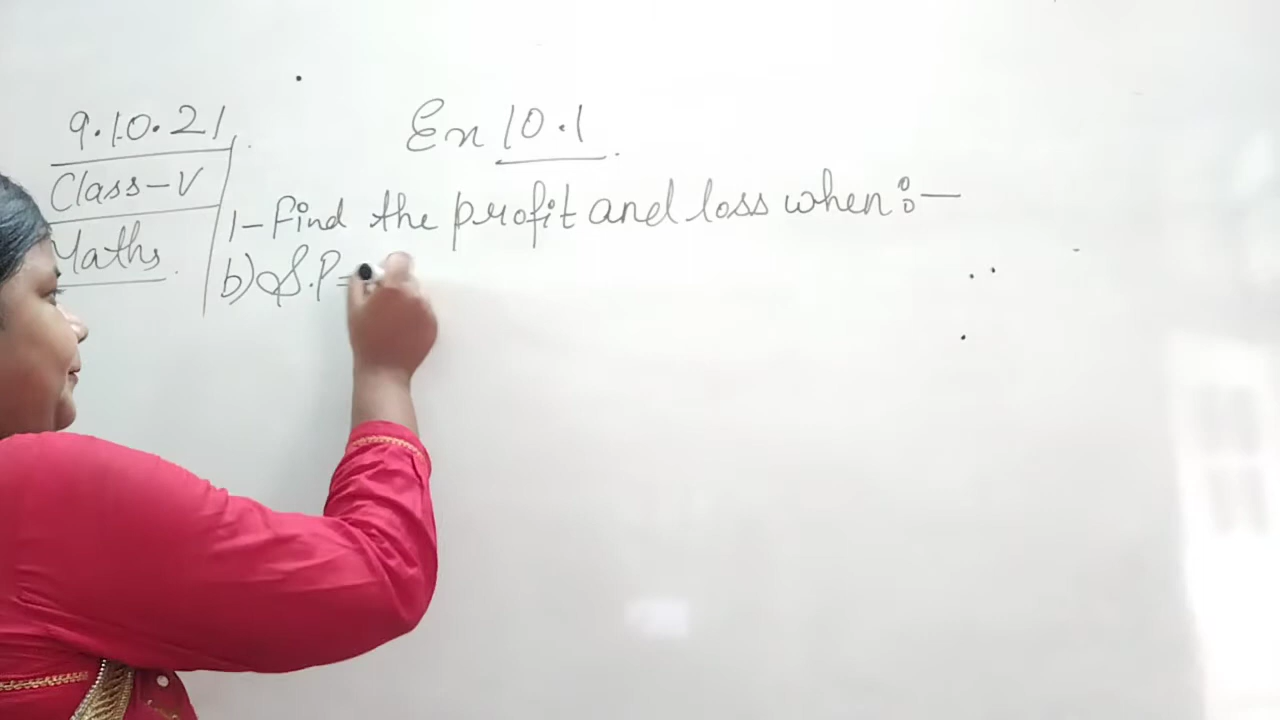 9.10.21
Class-V
Maths
Ex 10.1
1- Find the profit and loss when:-
b) S.P=